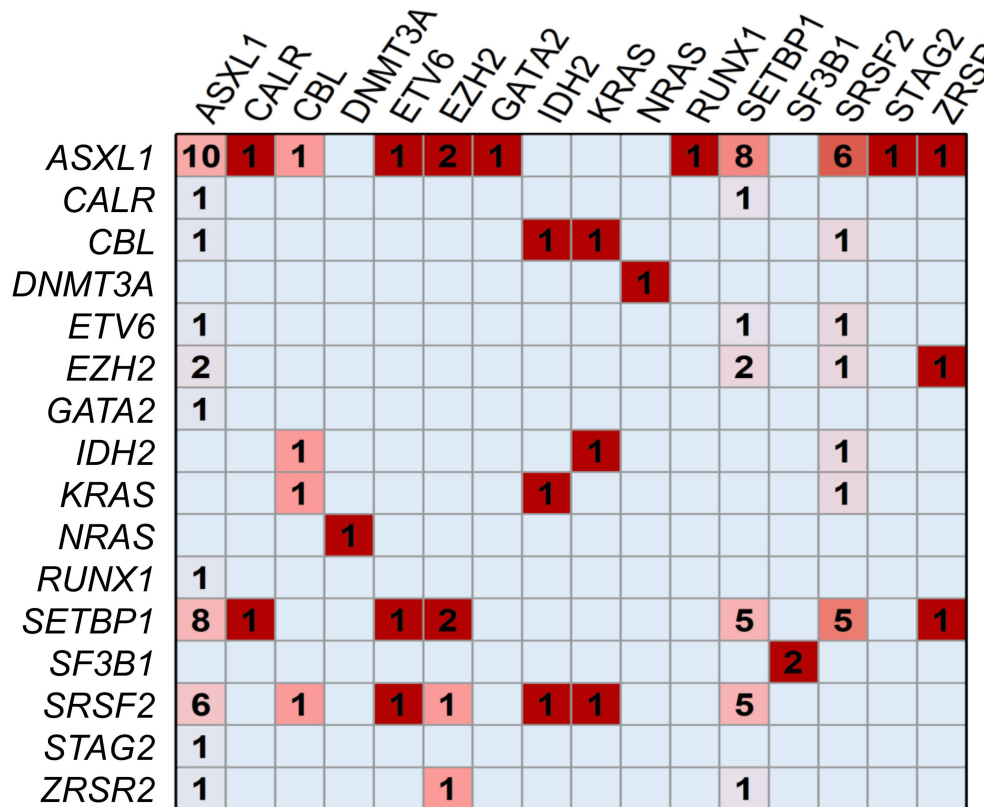 ASXL1 CALR CBL DNMT3A ETV6 EZH2 GATA2 IDH2 KRAS NRAS RUNX1 SETBP1 SF3B1 SRSF2 STAG2
ASXL1 10 1 1 1 2 1 1 8 6 1 1
CALR 1 1
CBL 1 1 1 1
DNMT3A 1
ETV6 1 1 1
EZH2 2 2 1 1
GATA2 1
IDH2 1 1 1
KRAS 1 1 1
NRAS 1
RUNX1 1
SETBP1 8 1 1 2 5 5 1
SF3B1 2
SRSF2 6 1 1 1 1 1 5
STAG2 1
ZRSR2 1 1 1